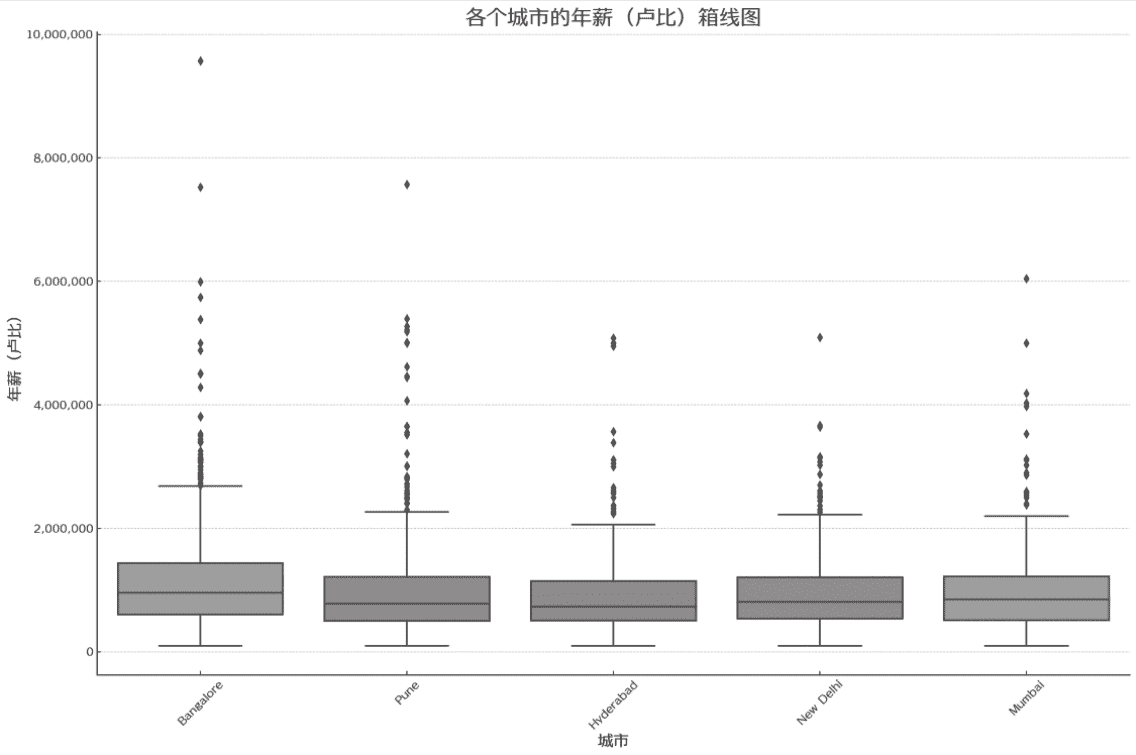 各个城市的年薪（卢比）箱线图
10,000,000
8,000,000
6,000,000
4,000,000
2,000,000
0
年薪（卢比）
Bangalore
Pune
Hyderabad
New Delhi
Mumbai
城市